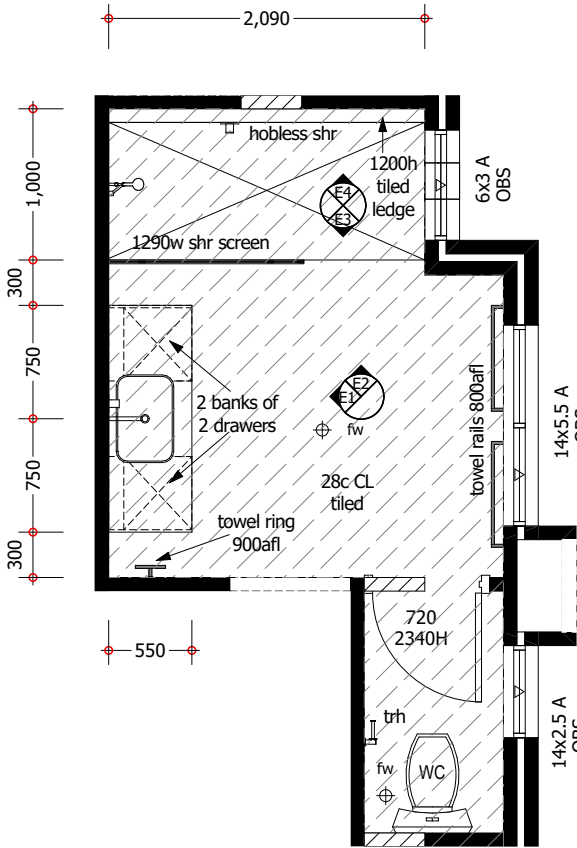 2,090
hobless shr
1200h
tiled
ledge
6x3 A
OBS
E4
E3
1,000
1290w shr screen
300
750
2 banks of
2 drawers
E2
E1
fw
towel rails 800afl
14x5.5 A
OBS
28c CL
tiled
750
towel ring
900afl
300
550
720
2340H
trh
fw
WC
14x2.5 A
OBS